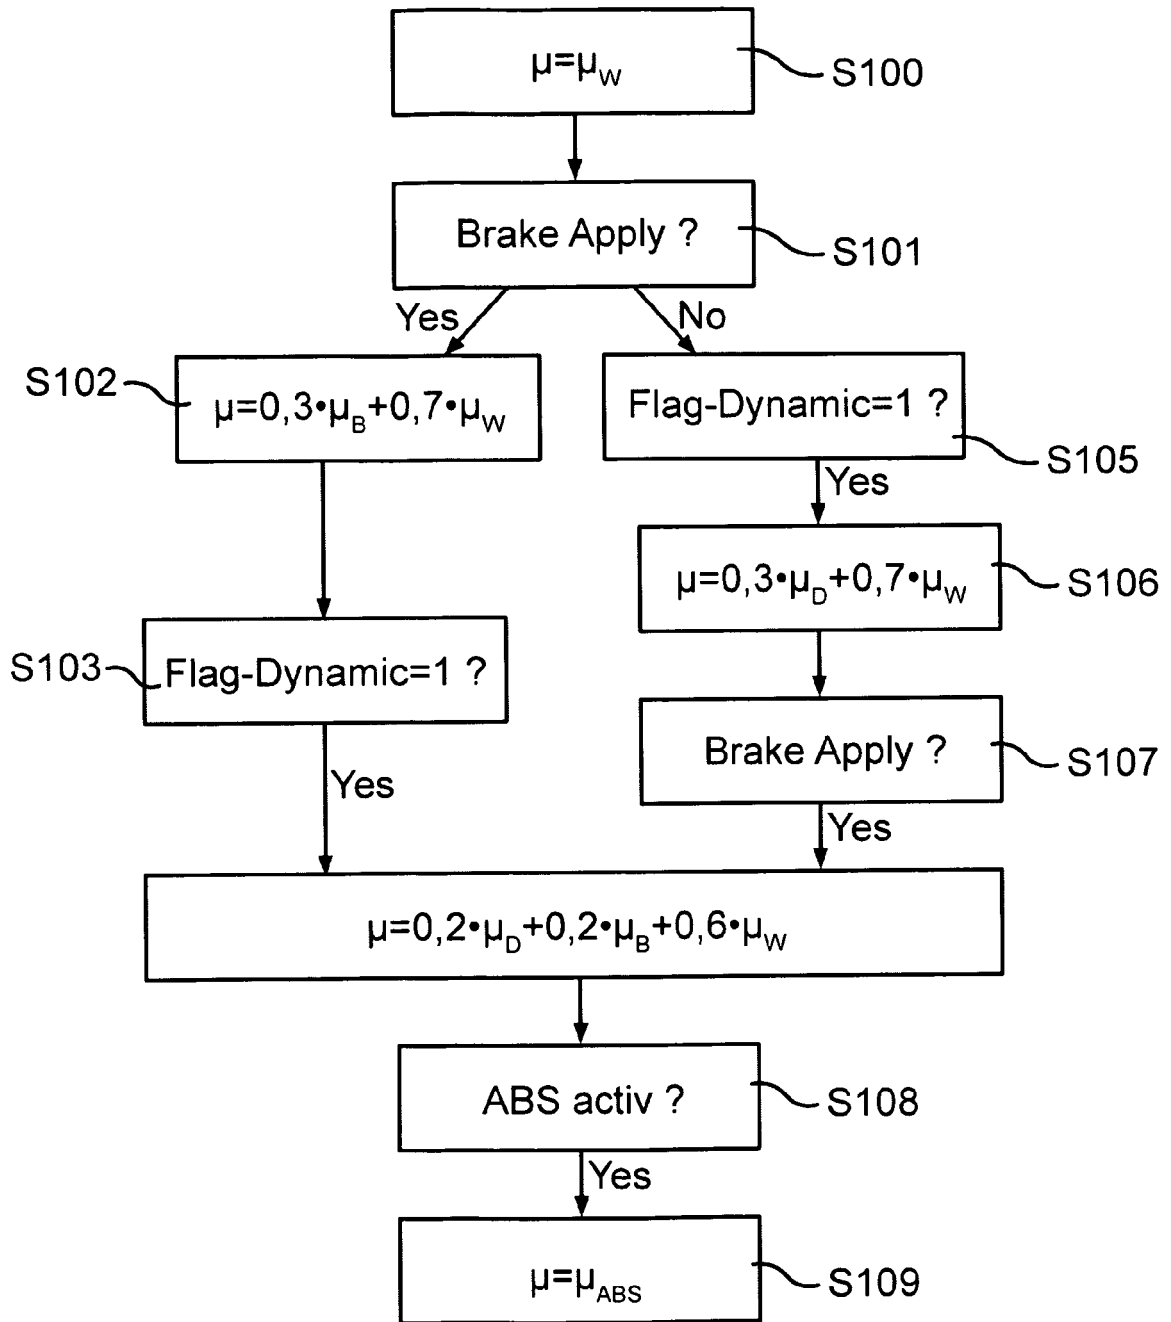 μ=μW
S100
Brake Apply ?
S101
Yes
No
S102
μ=0,3•μB+0,7•μW
Flag-Dynamic=1 ?
S105
Yes
μ=0,3•μD+0,7•μW
S106
S103
Flag-Dynamic=1 ?
Brake Apply ?
S107
Yes
Yes
μ=0,2•μD+0,2•μB+0,6•μW
ABS activ ?
S108
Yes
μ=μABS
S109